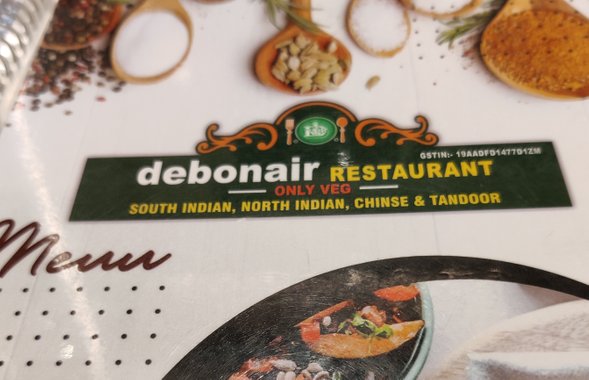 GSTIN:- 19AADFD1477D1ZM
debonair RESTAURANT
ONLY VEG
SOUTH INDIAN, NORTH INDIAN, CHINSE & TANDOOR
Menu